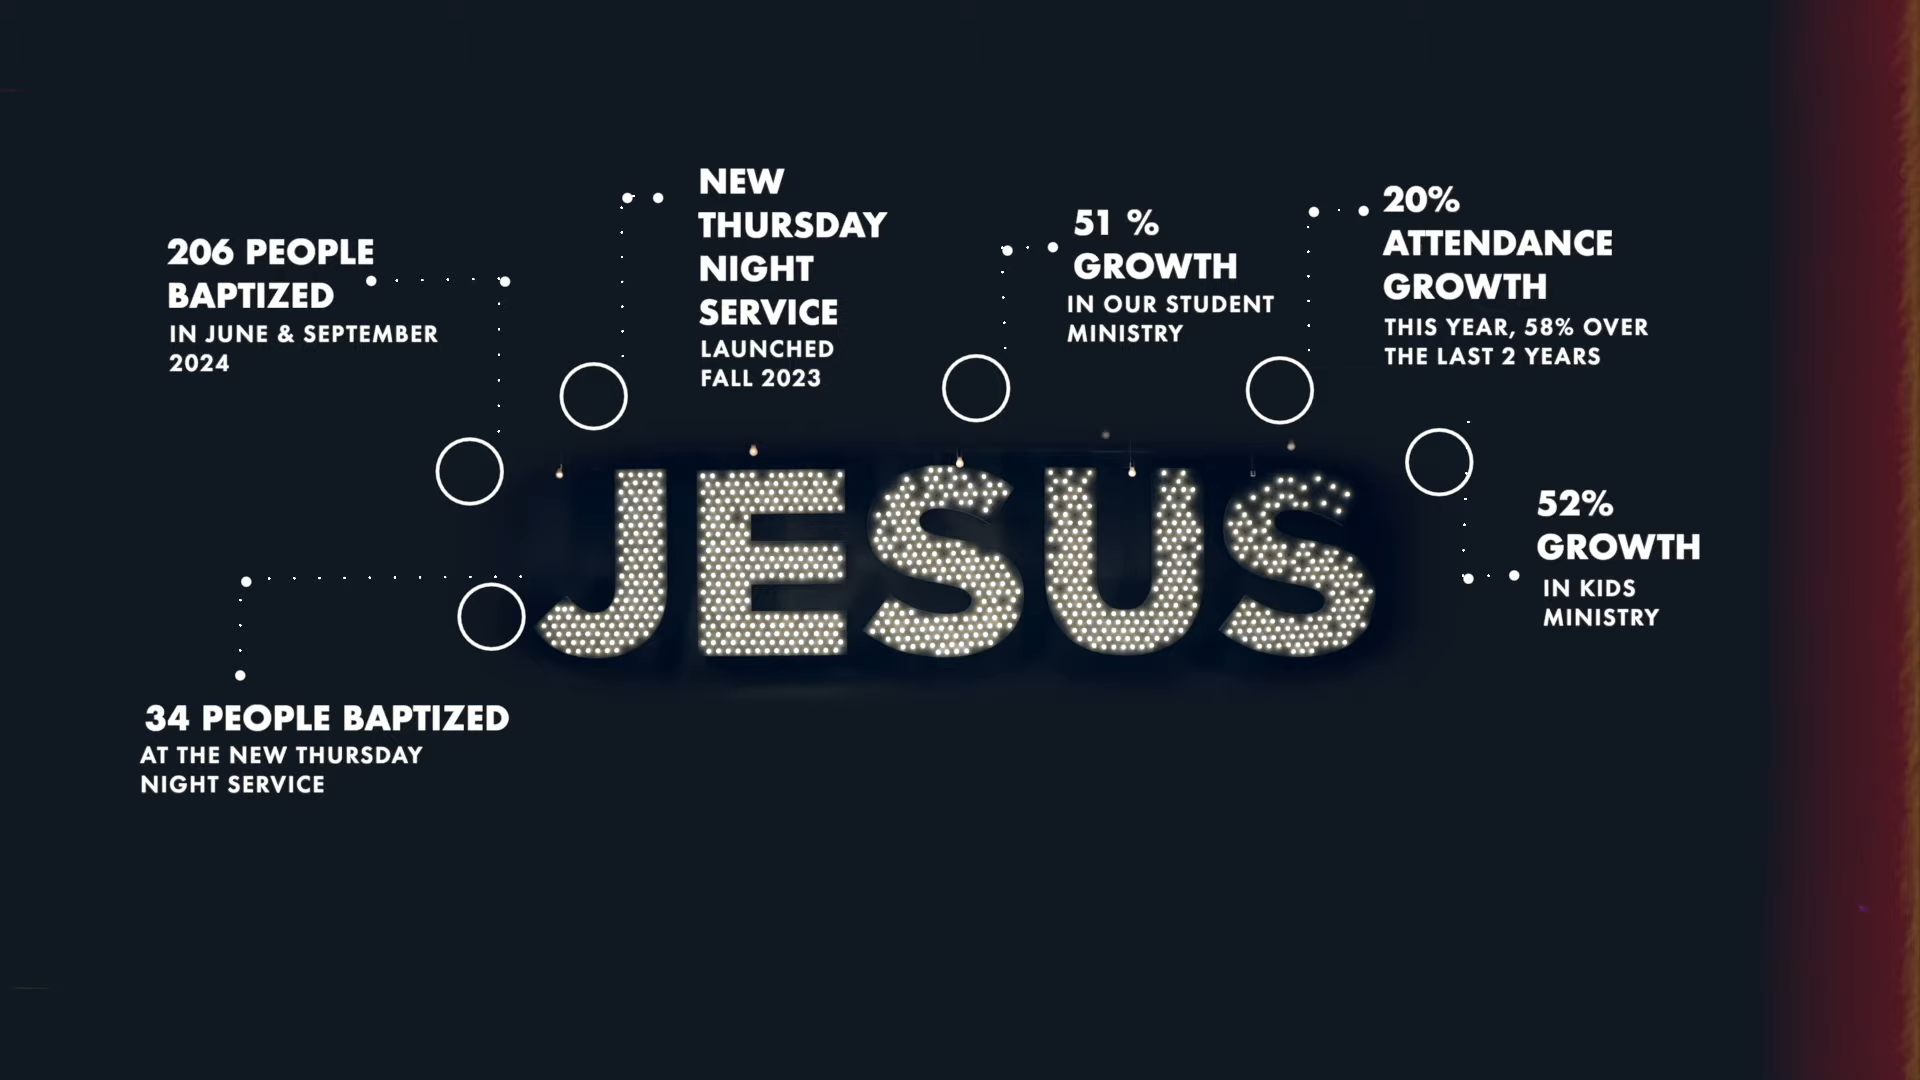 206 PEOPLE
BAPTIZED
IN JUNE & SEPTEMBER
2024
NEW
THURSDAY
NIGHT
SERVICE
LAUNCHED
FALL 2023
51 %
GROWTH
IN OUR STUDENT
MINISTRY
20%
ATTENDANCE
GROWTH
THIS YEAR, 58% OVER
THE LAST 2 YEARS
JESUS
52%
GROWTH
IN KIDS
MINISTRY
34 PEOPLE BAPTIZED
AT THE NEW THURSDAY
NIGHT SERVICE